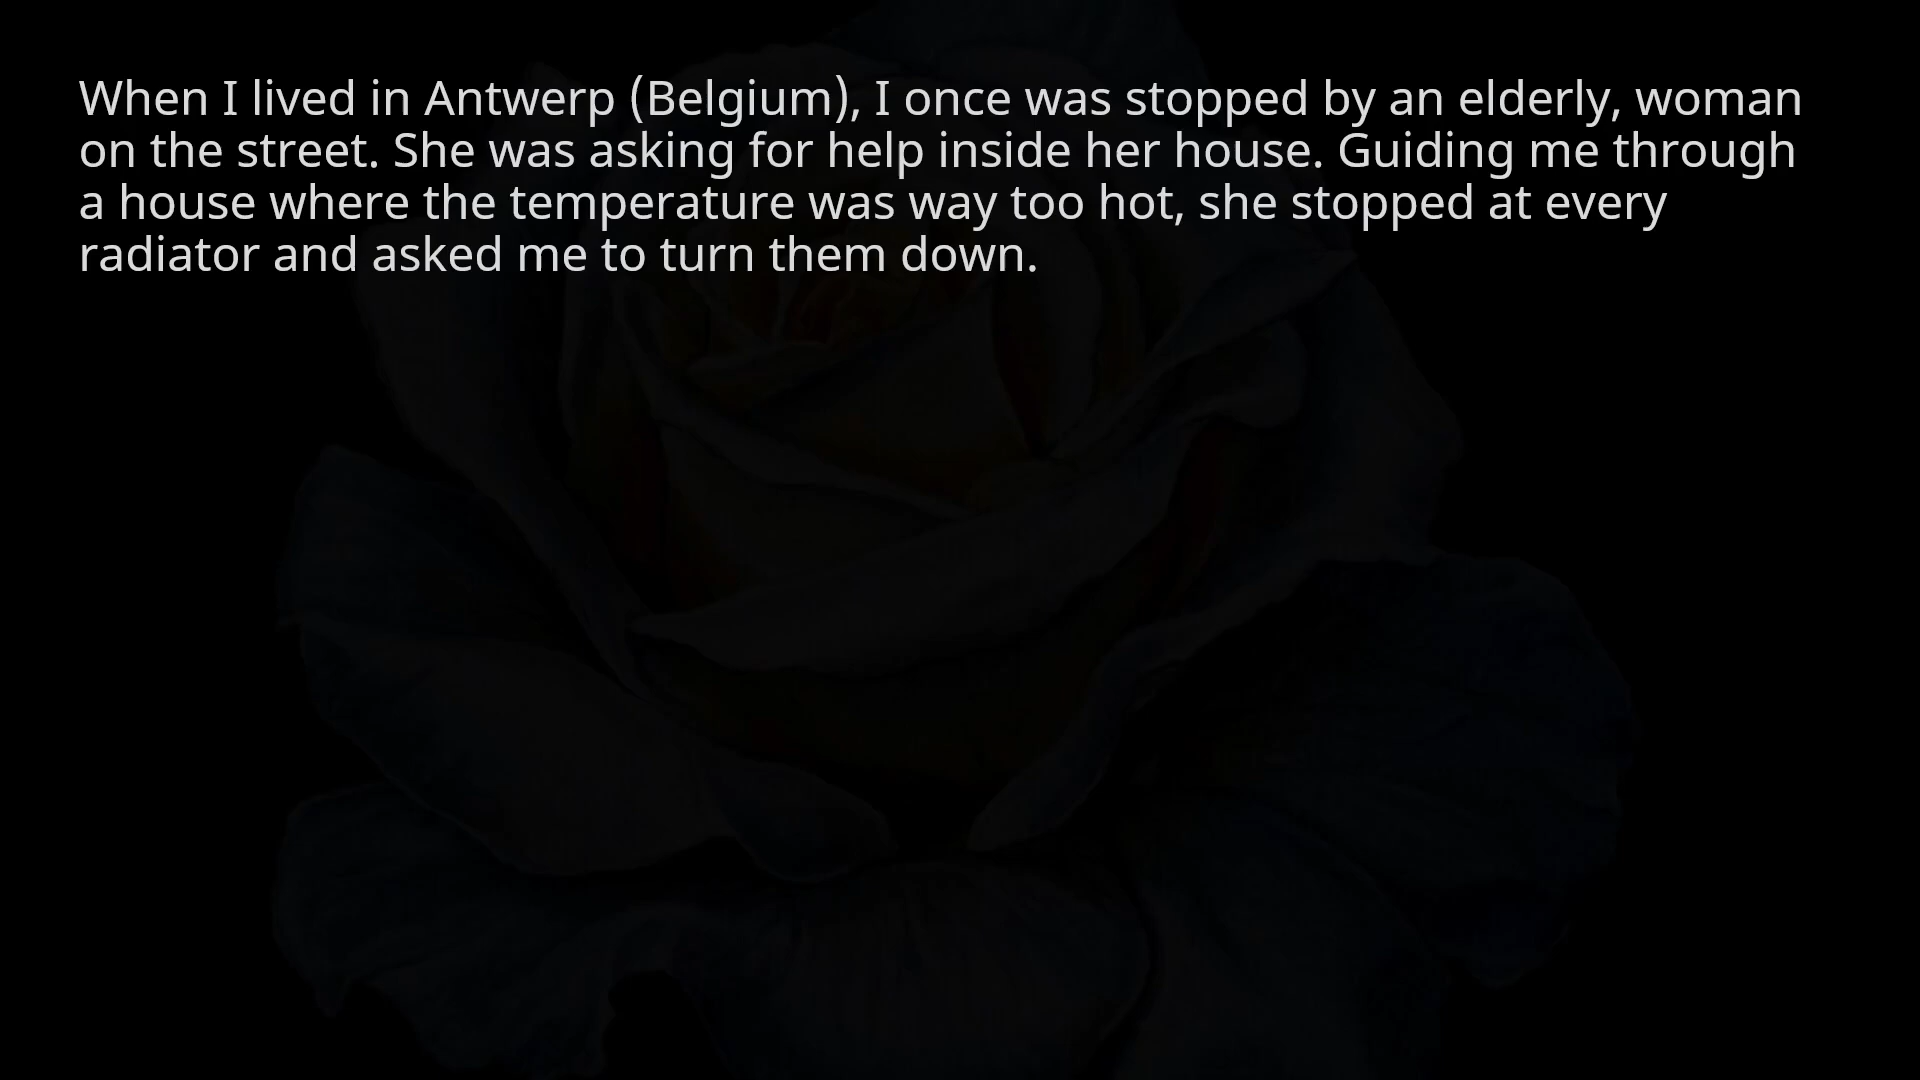 When I lived in Antwerp (Belgium), I once was stopped by an elderly, woman
on the street. She was asking for help inside her house. Guiding me through
a house where the temperature was way too hot, she stopped at every
radiator and asked me to turn them down.